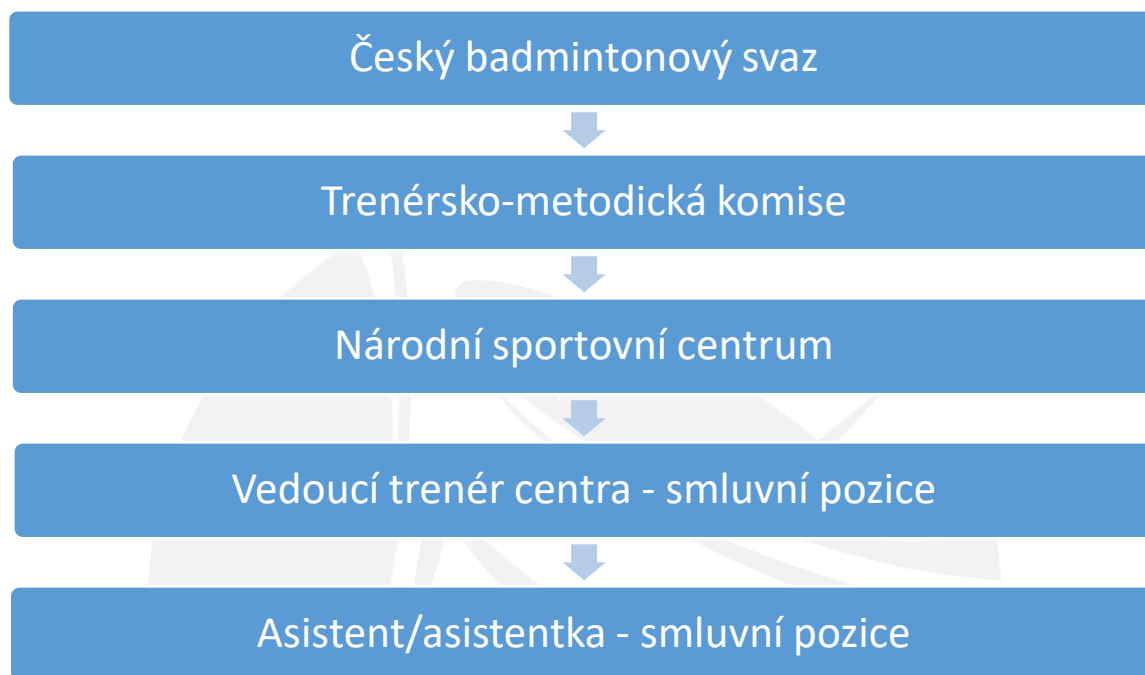 Český badmintonový svaz
Trenérsko-metodická komise
Národní sportovní centrum
Vedoucí trenér centra - smluvní pozice
Asistent/asistentka - smluvní pozice